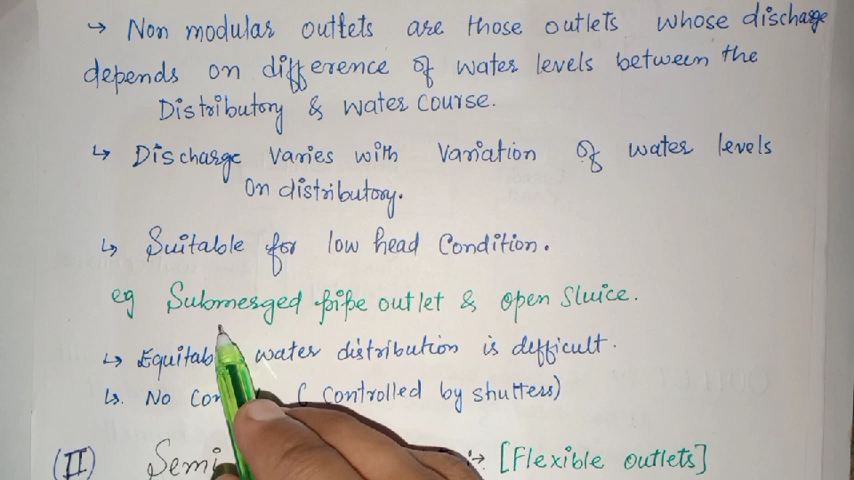 ↳ Non modular outlets are those outlets whose discharge
depends on difference of water levels between the
Distributory & water course.
↳ Discharge varies with variation of water levels
on distributory.
↳ Suitable for low head condition.
eg Submerged pipe outlet & open sluice.
↳ Equitab water distribution is difficult.
↳. No con ( controlled by shutters)
(II) Semi :→ [Flexible outlets]